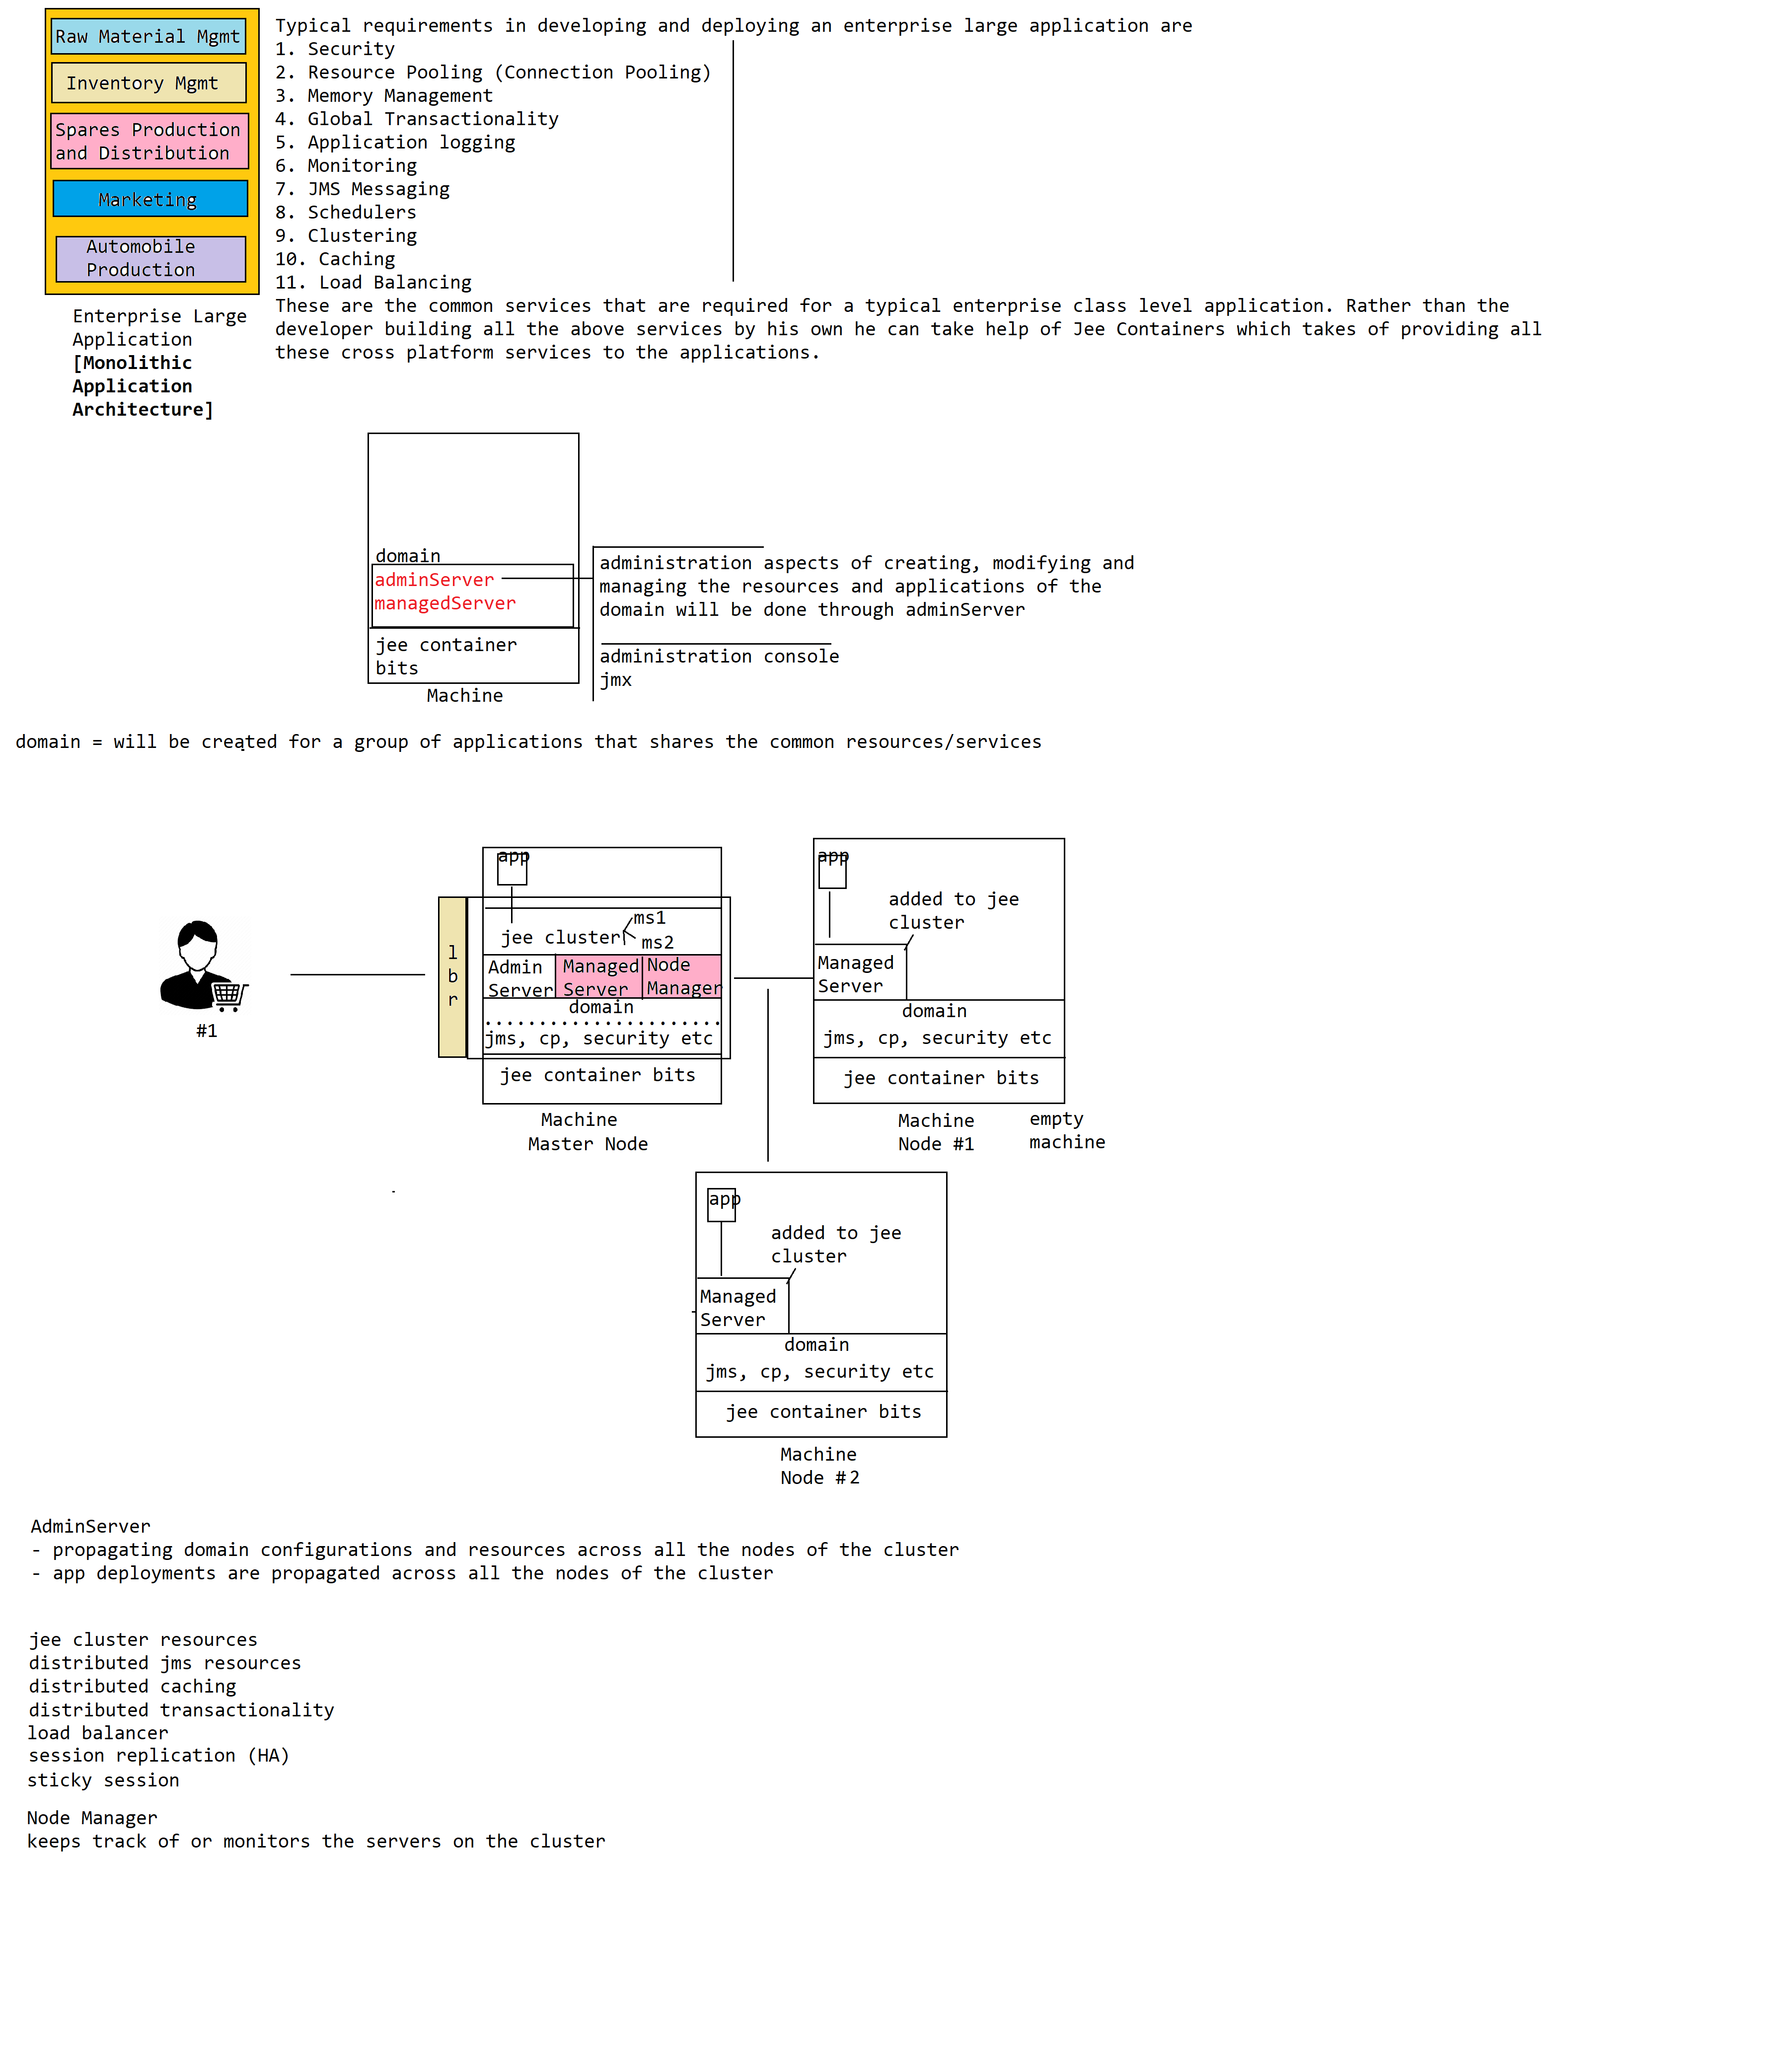 Raw Material Mgmt
Inventory Mgmt
Spares Production
and Distribution
Marketing
Automobile
Production
Enterprise Large
Application
[Monolithic
Application
Architecture]
Typical requirements in developing and deploying an enterprise large application are
1. Security
2. Resource Pooling (Connection Pooling)
3. Memory Management
4. Global Transactionality
5. Application logging
6. Monitoring
7. JMS Messaging
8. Schedulers
9. Clustering
10. Caching
11. Load Balancing
These are the common services that are required for a typical enterprise class level application. Rather than the
developer building all the above services by his own he can take help of Jee Containers which takes of providing all
these cross platform services to the applications.
domain
adminServer
managedServer
jee container
bits
Machine
administration aspects of creating, modifying and
managing the resources and applications of the
domain will be done through adminServer
administration console
jmx
domain = will be created for a group of applications that shares the common resources/services
#1
l
b
r
app
jee cluster
ms1
ms2
Admin
Server
Managed
Server
Node
Manager
domain
jms, cp, security etc
jee container bits
Machine
Master Node
app
added to jee
cluster
Managed
Server
domain
jms, cp, security etc
jee container bits
Machine
Node #1
empty
machine
app
added to jee
cluster
Managed
Server
domain
jms, cp, security etc
jee container bits
Machine
Node #2
AdminServer
- propagating domain configurations and resources across all the nodes of the cluster
- app deployments are propagated across all the nodes of the cluster
jee cluster resources
distributed jms resources
distributed caching
distributed transactionality
load balancer
session replication (HA)
sticky session
Node Manager
keeps track of or monitors the servers on the cluster